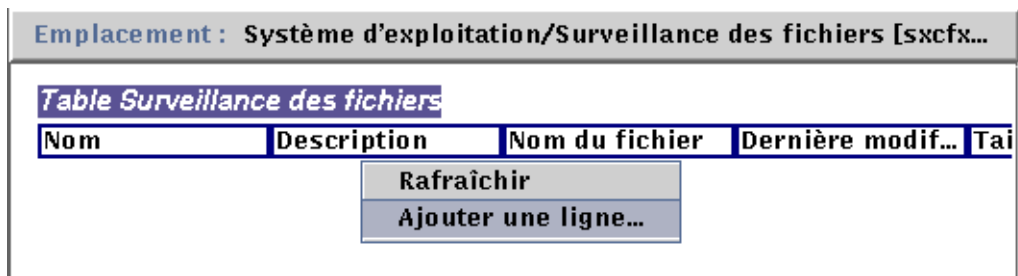 Emplacement : Système d'exploitation/Surveillance des fichiers [sxcfx...
Table Surveillance des fichiers
Nom Description Nom du fichier Dernière modif... Tai
Rafraîchir
Ajouter une ligne...